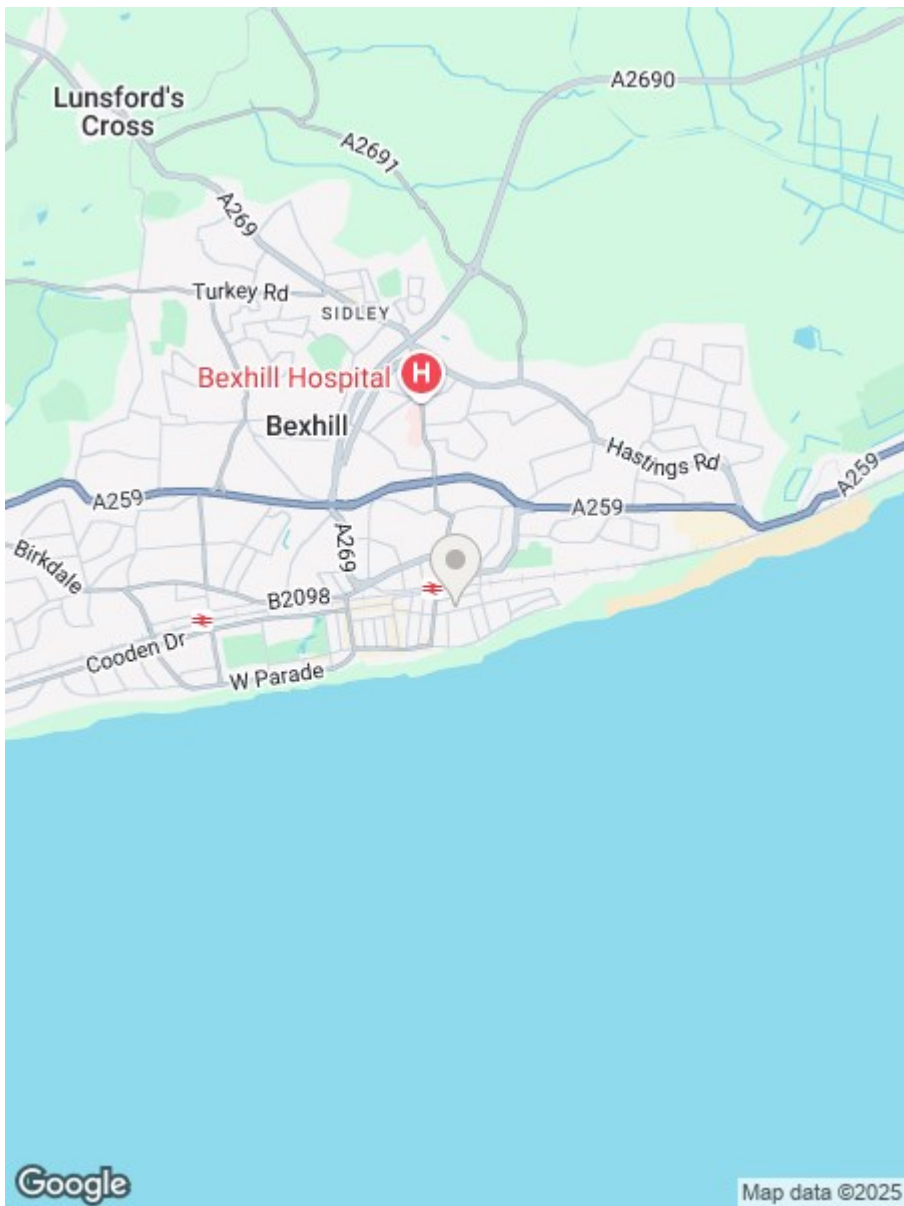 A2690
Lunsford's
Cross
A2691
A269
Turkey Rd
SIDLEY
Bexhill Hospital
H
Bexhill
Hastings Rd
A259
A259
A259
A269
Birkdale
B2098
Cooden Dr
W Parade
Google
Map data ©2025